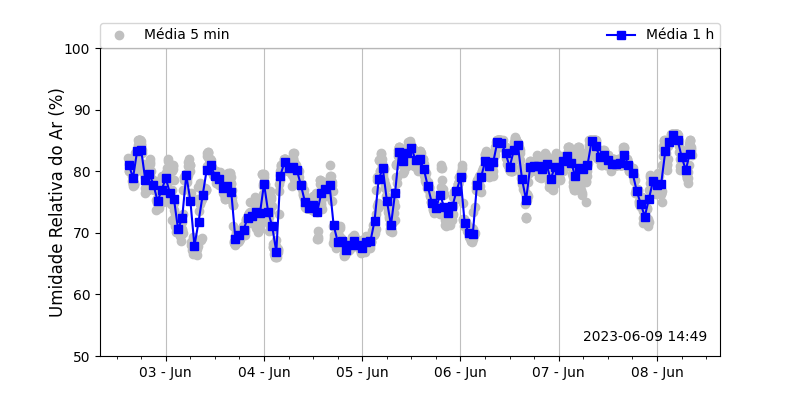 Média 5 min
Média 1 h
Umidade Relativa do Ar (%)
100
90
80
70
60
50
2023-06-09 14:49
03 - Jun
04 - Jun
05 - Jun
06 - Jun
07 - Jun
08 - Jun